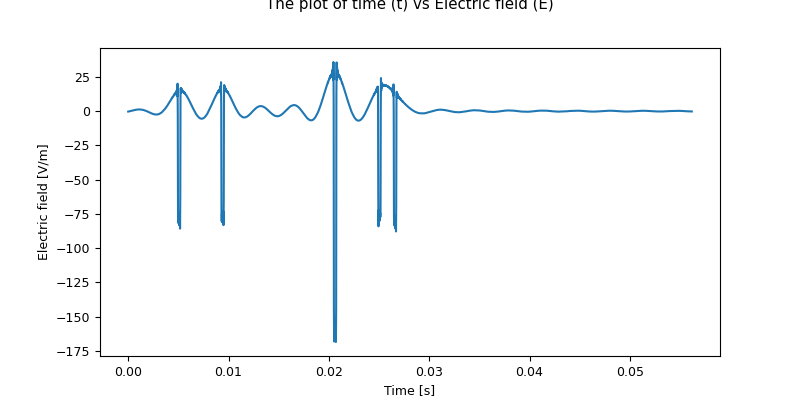 The plot of time (t) vs Electric field (E)
25
0
−25
−50
−75
−100
−125
−150
−175
Electric field [V/m]
0.00 0.01 0.02 0.03 0.04 0.05
Time [s]